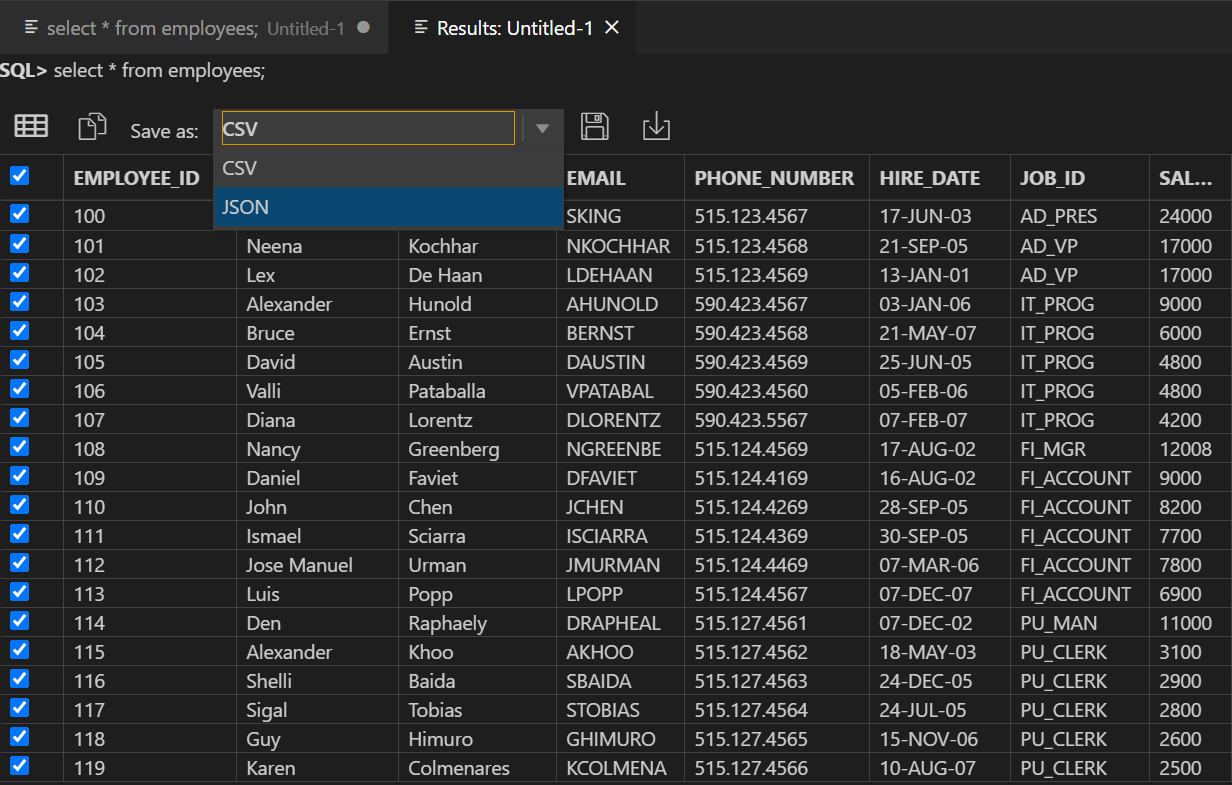 select * from employees; Untitled-1 Results: Untitled-1
SQL> select * from employees;
Save as: CSV
CSV
JSON
EMPLOYEE_ID EMAIL PHONE_NUMBER HIRE_DATE JOB_ID SAL...
100 SKING 515.123.4567 17-JUN-03 AD_PRES 24000
101 Neena Kochhar NKOCHHAR 515.123.4568 21-SEP-05 AD_VP 17000
102 Lex De Haan LDEHAAN 515.123.4569 13-JAN-01 AD_VP 17000
103 Alexander Hunold AHUNOLD 590.423.4567 03-JAN-06 IT_PROG 9000
104 Bruce Ernst BERNST 590.423.4568 21-MAY-07 IT_PROG 6000
105 David Austin DAUSTIN 590.423.4569 25-JUN-05 IT_PROG 4800
106 Valli Pataballa VPATABAL 590.423.4560 05-FEB-06 IT_PROG 4800
107 Diana Lorentz DLORENTZ 590.423.5567 07-FEB-07 IT_PROG 4200
108 Nancy Greenberg NGREENBE 515.124.4569 17-AUG-02 FI_MGR 12008
109 Daniel Faviet DFAVIET 515.124.4169 16-AUG-02 FI_ACCOUNT 9000
110 John Chen JCHEN 515.124.4269 28-SEP-05 FI_ACCOUNT 8200
111 Ismael Sciarra ISCIARRA 515.124.4369 30-SEP-05 FI_ACCOUNT 7700
112 Jose Manuel Urman JMURMAN 515.124.4469 07-MAR-06 FI_ACCOUNT 7800
113 Luis Popp LPOPP 515.124.4567 07-DEC-07 FI_ACCOUNT 6900
114 Den Raphaely DRAPHEAL 515.127.4561 07-DEC-02 PU_MAN 11000
115 Alexander Khoo AKHOO 515.127.4562 18-MAY-03 PU_CLERK 3100
116 Shelli Baida SBAIDA 515.127.4563 24-DEC-05 PU_CLERK 2900
117 Sigal Tobias STOBIAS 515.127.4564 24-JUL-05 PU_CLERK 2800
118 Guy Himuro GHIMURO 515.127.4565 15-NOV-06 PU_CLERK 2600
119 Karen Colmenares KCOLMENA 515.127.4566 10-AUG-07 PU_CLERK 2500